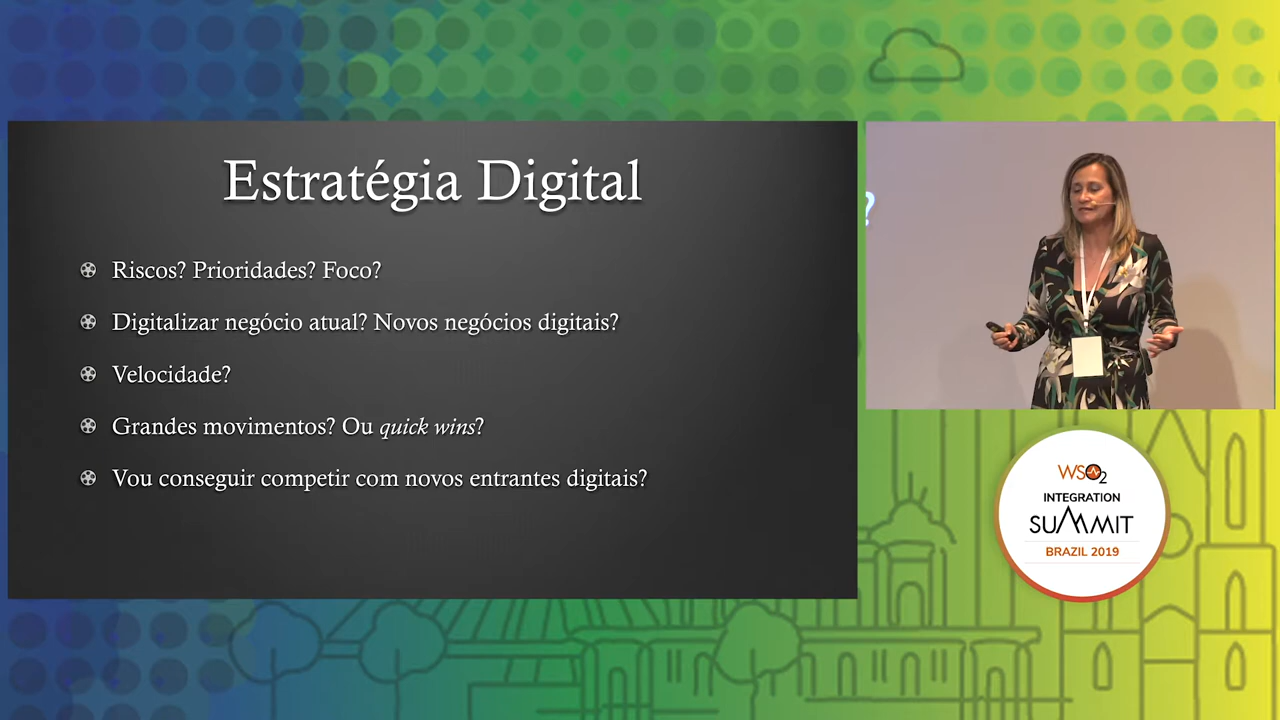 Estratégia Digital
Riscos? Prioridades? Foco?
Digitalizar negócio atual? Novos negócios digitais?
Velocidade?
Grandes movimentos? Ou quick wins?
Vou conseguir competir com novos entrantes digitais?
?
WSO2
INTEGRATION
SUMMIT
BRAZIL 2019